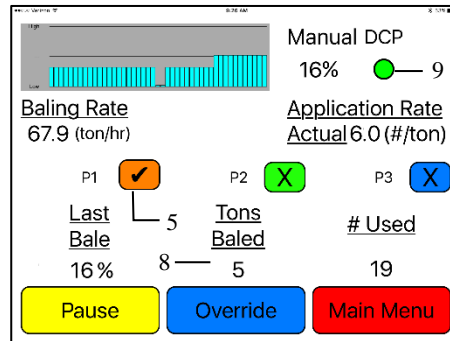 Verizon
High
Low
Manual DCP
16% 9
Baling Rate
67.9 (ton/hr)
Application Rate
Actual 6.0 (#/ton)
P1 ✔ P2 X P3 X
5
Last Bale
Tons Baled
# Used
16% 8 5 19
Pause Override Main Menu